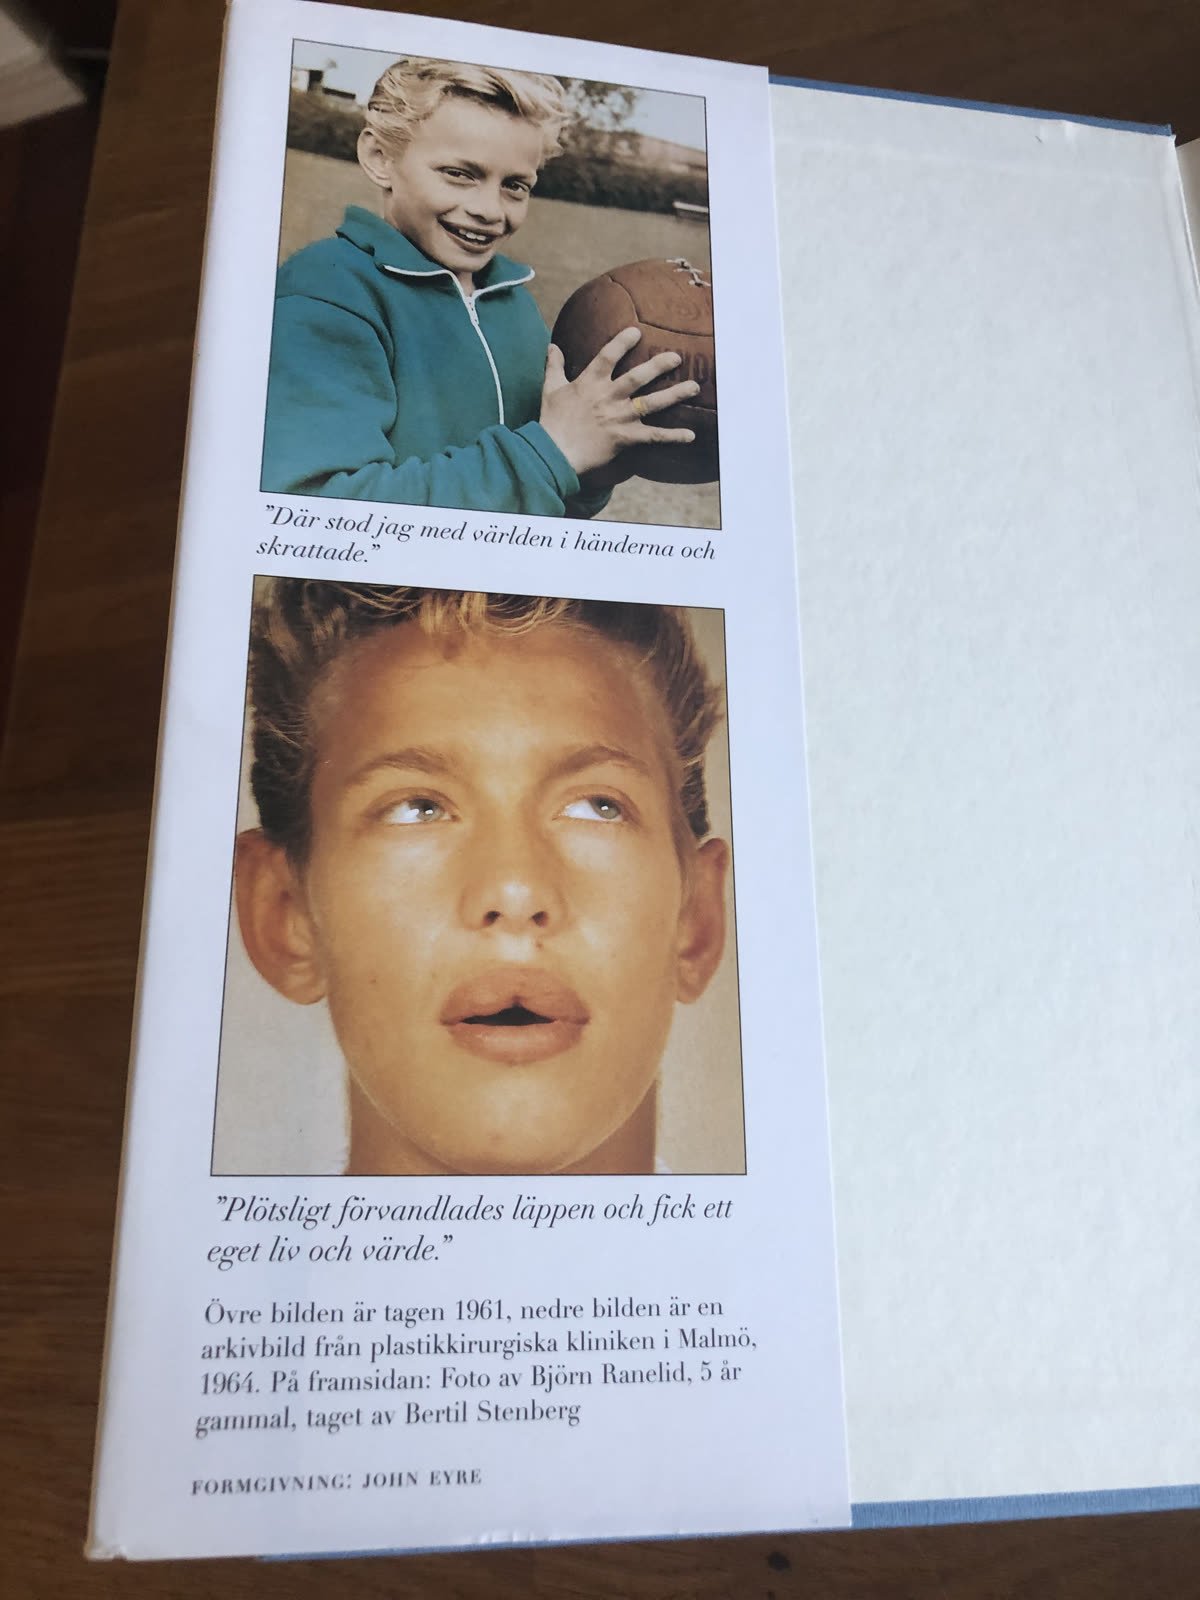 ”Där stod jag med världen i händerna och
skrattade.”
”Plötsligt förvandlades läppen och fick ett
eget liv och värde.”
Övre bilden är tagen 1961, nedre bilden är en
arkivbild från plastikkirurgiska kliniken i Malmö,
1964. På framsidan: Foto av Björn Ranelid, 5 år
gammal, taget av Bertil Stenberg
FORMGIVNING: JOHN EYRE